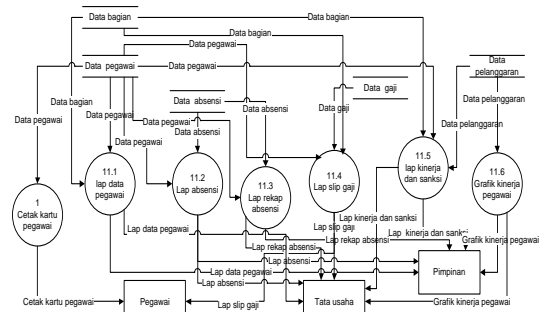 Data bagian
Data bagian
Data bagian
Data bagian
Data pegawai
Data pegawai
Data pegawai
Data pegawai
Data pelanggaran
Data gaji
Data pelanggaran
Data bagian
Data absensi
Data absensi
Data pegawai
Data pegawai
Data pegawai
Data absensi
Data gaji
Data pegawai
Data pelanggaran
11.1
lap data
pegawai
11.2
Lap absensi
11.3
Lap rekap
absensi
11.4
Lap slip gaji
11.5
lap kinerja
dan sanksi
11.6
Grafik kinerja
pegawai
1
Cetak kartu
pegawai
Lap data pegawai
Lap slip gaji
Lap kinerja dan sanksi
Lap kinerja dan sanksi
Lap rekap absensi
Lap rekap absensi
Grafik kinerja pegawai
Lap absensi
Lap data pegawai
Lap absensi
Pimpinan
Cetak kartu pegawai
Pegawai
Lap slip gaji
Tata usaha
Grafik kinerja pegawai